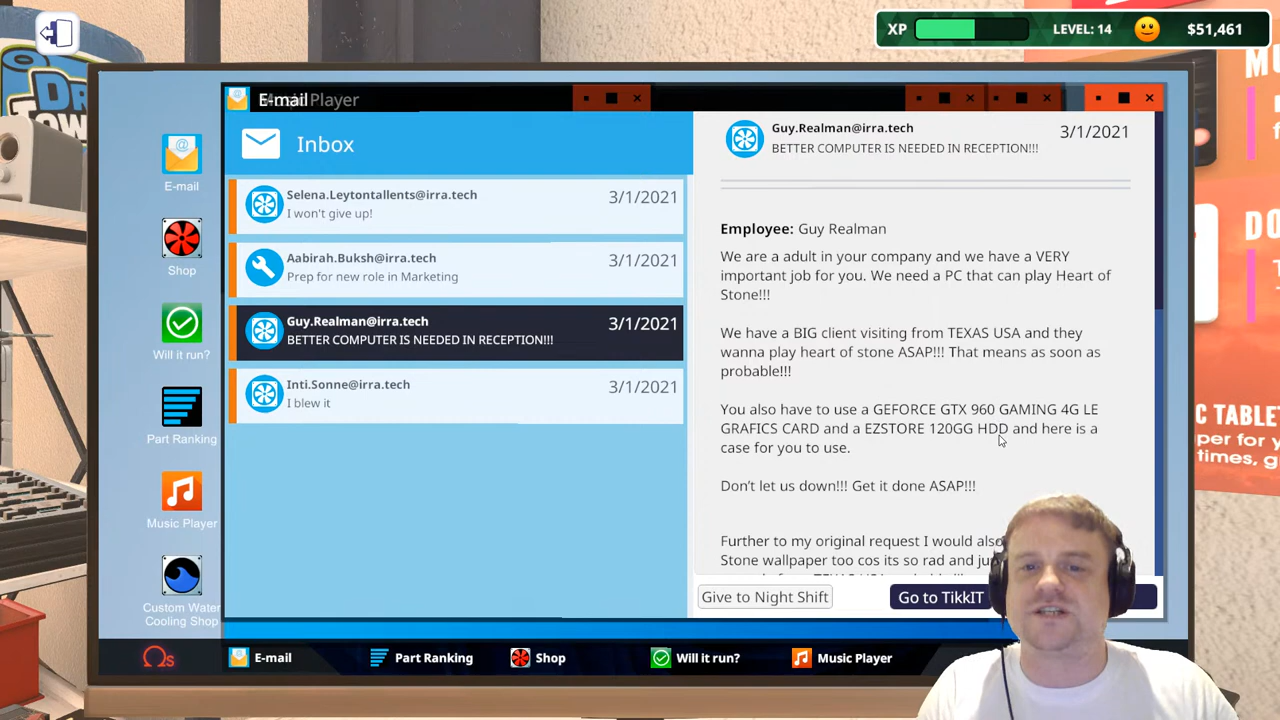 XP
LEVEL: 14
$51,461
E-mail
Player
Inbox
Selena.Leytontallents@irra.tech
3/1/2021
I won't give up!
Aabirah.Buksh@irra.tech
3/1/2021
Prep for new role in Marketing
Guy.Realman@irra.tech
3/1/2021
BETTER COMPUTER IS NEEDED IN RECEPTION!!!
Inti.Sonne@irra.tech
3/1/2021
I blew it
Guy.Realman@irra.tech
3/1/2021
BETTER COMPUTER IS NEEDED IN RECEPTION!!!
Employee: Guy Realman
We are a adult in your company and we have a VERY
important job for you. We need a PC that can play Heart of
Stone!!!
We have a BIG client visiting from TEXAS USA and they
wanna play heart of stone ASAP!!! That means as soon as
probable!!!
You also have to use a GEFORCE GTX 960 GAMING 4G LE
GRAFICS CARD and a EZSTORE 120GG HDD and here is a
case for you to use.
Don't let us down!!! Get it done ASAP!!!
Further to my original request I would also
Stone wallpaper too cos its so rad and
Give to Night Shift
Go to TikkIT
E-mail
Shop
Will it run?
Part Ranking
Music Player
Custom Water
Cooling Shop
Ωs
E-mail
Part Ranking
Shop
Will it run?
Music Player
C TABLET
per for y
times, g